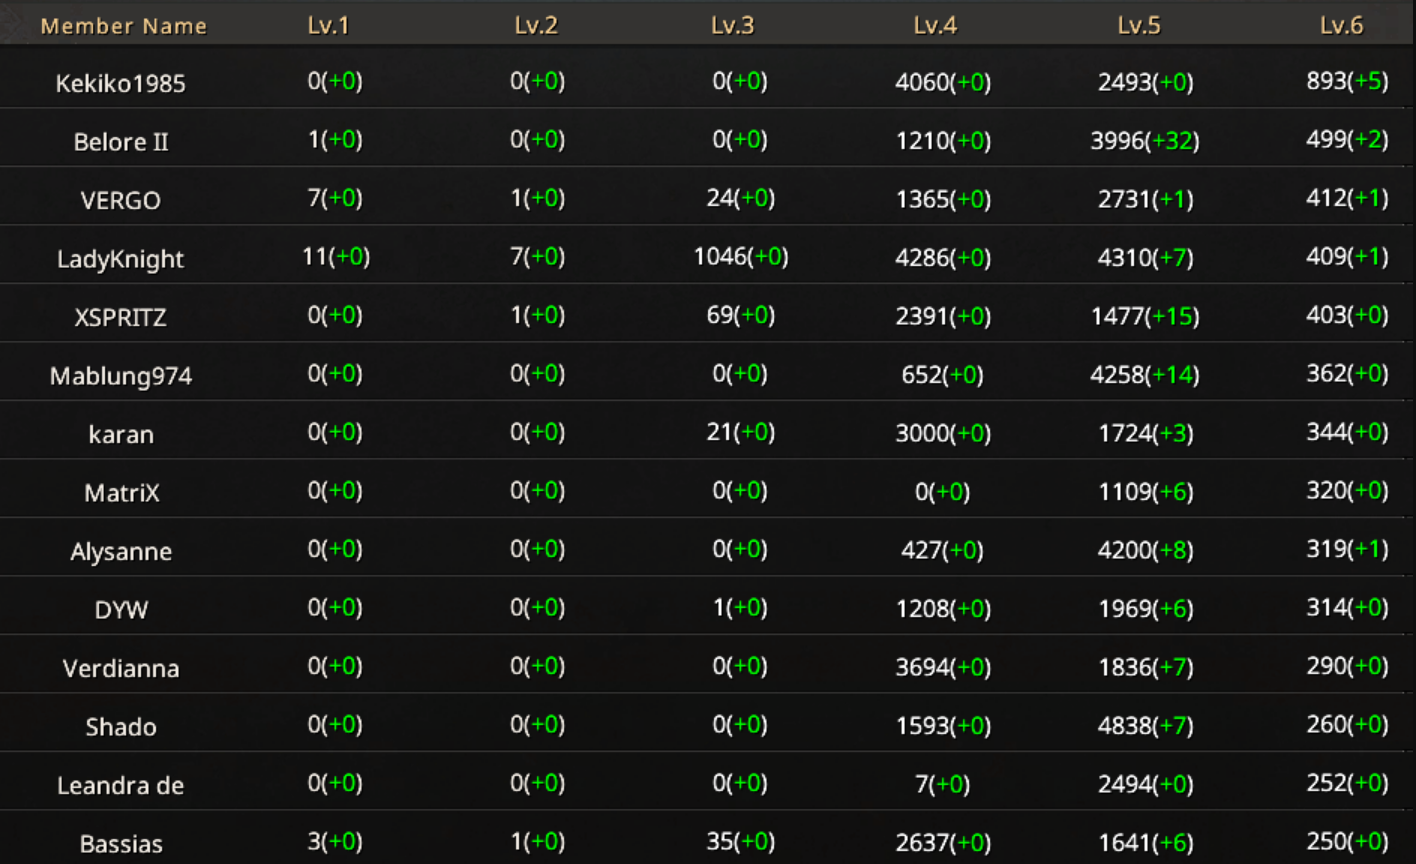 Member Name Lv.1 Lv.2 Lv.3 Lv.4 Lv.5 Lv.6
Kekiko1985 0(+0) 0(+0) 0(+0) 4060(+0) 2493(+0) 893(+5)
Belore II 1(+0) 0(+0) 0(+0) 1210(+0) 3996(+32) 499(+2)
VERGO 7(+0) 1(+0) 24(+0) 1365(+0) 2731(+1) 412(+1)
LadyKnight 11(+0) 7(+0) 1046(+0) 4286(+0) 4310(+7) 409(+1)
XSPRITZ 0(+0) 1(+0) 69(+0) 2391(+0) 1477(+15) 403(+0)
Mablung974 0(+0) 0(+0) 0(+0) 652(+0) 4258(+14) 362(+0)
karan 0(+0) 0(+0) 21(+0) 3000(+0) 1724(+3) 344(+0)
MatriX 0(+0) 0(+0) 0(+0) 0(+0) 1109(+6) 320(+0)
Alysanne 0(+0) 0(+0) 0(+0) 427(+0) 4200(+8) 319(+1)
DYW 0(+0) 0(+0) 1(+0) 1208(+0) 1969(+6) 314(+0)
Verdianna 0(+0) 0(+0) 0(+0) 3694(+0) 1836(+7) 290(+0)
Shado 0(+0) 0(+0) 0(+0) 1593(+0) 4838(+7) 260(+0)
Leandra de 0(+0) 0(+0) 0(+0) 7(+0) 2494(+0) 252(+0)
Bassias 3(+0) 1(+0) 35(+0) 2637(+0) 1641(+6) 250(+0)